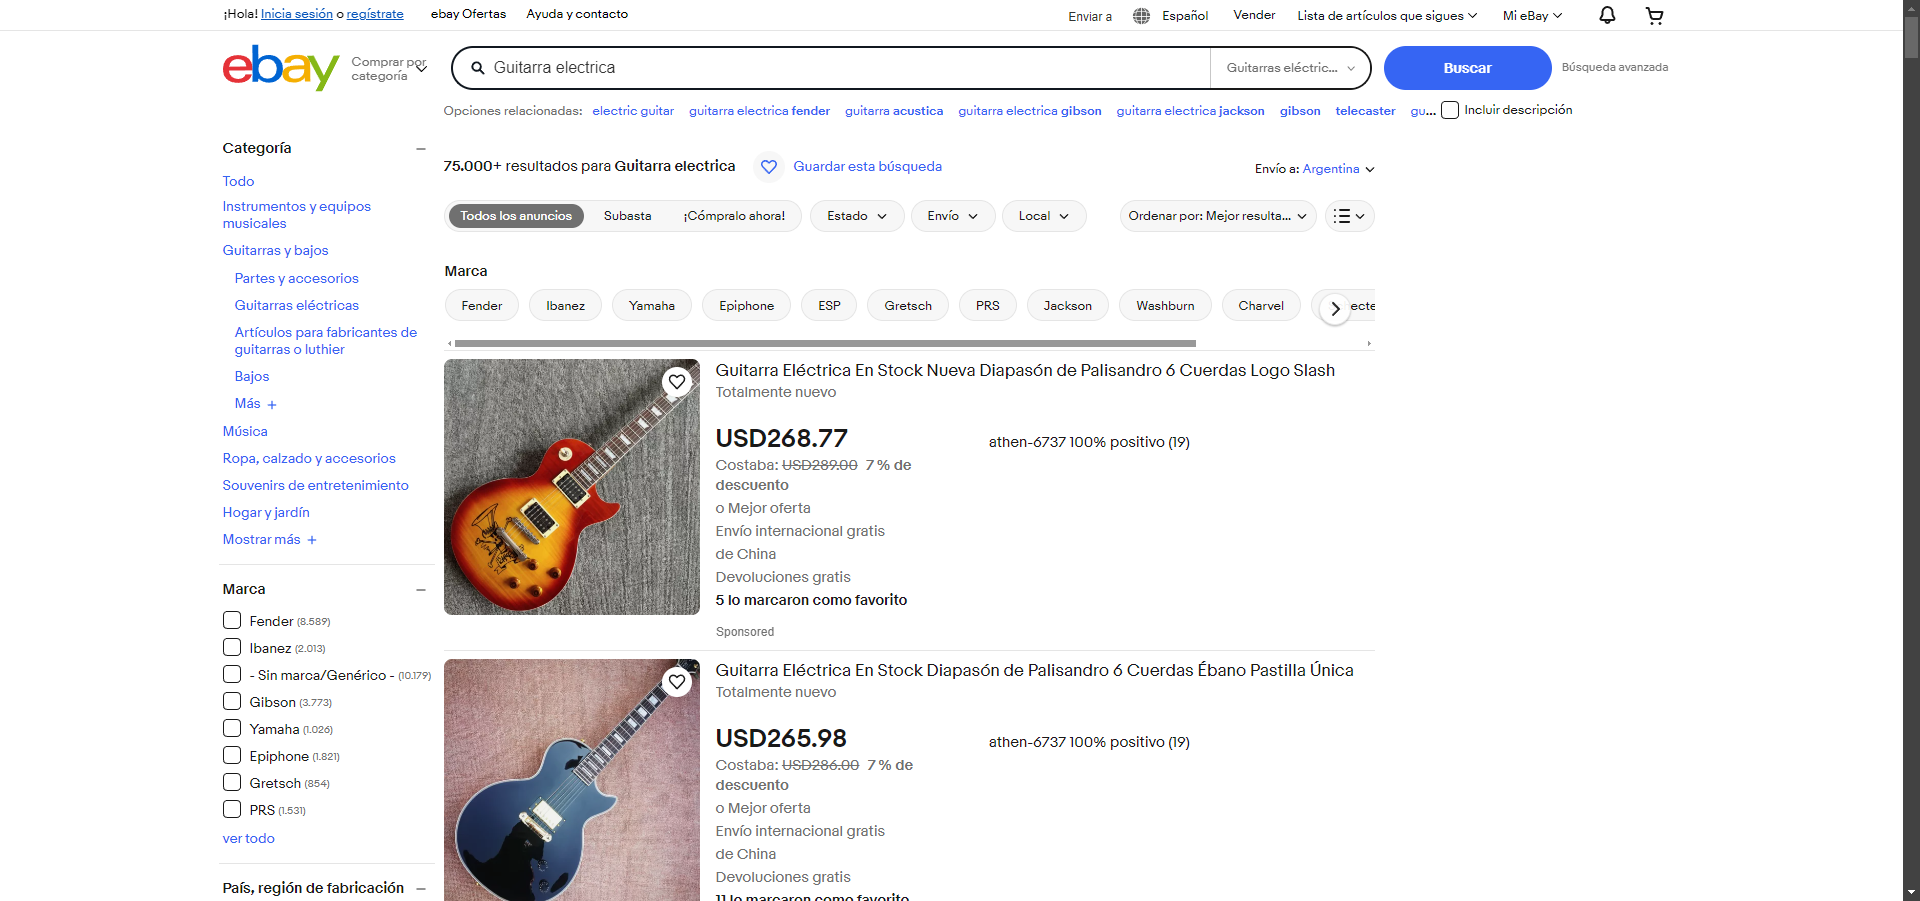 ¡Hola! Inicia sesión o regístrate
ebay Ofertas
Ayuda y contacto
Enviar a
Español
Vender
Lista de artículos que sigues
Mi eBay
ebay
Comprar por categoría
Guitarra electrica
Guitarras eléctric...
Buscar
Búsqueda avanzada
Opciones relacionadas: electric guitar guitarra electrica fender guitarra acustica guitarra electrica gibson guitarra electrica jackson gibson telecaster gu...
Incluir descripción
Categoría
Todo
Instrumentos y equipos
musicales
Guitarras y bajos
Partes y accesorios
Guitarras eléctricas
Artículos para fabricantes de
guitarras o luthier
Bajos
Más +
Música
Ropa, calzado y accesorios
Souvenirs de entretenimiento
Hogar y jardín
Mostrar más +
Marca
Fender (8.589)
Ibanez (2.013)
- Sin marca/Genérico - (10.179)
Gibson (3.773)
Yamaha (1.026)
Epiphone (1.821)
Gretsch (854)
PRS (1.531)
ver todo
País, región de fabricación
75.000+ resultados para Guitarra electrica
Guardar esta búsqueda
Envío a: Argentina
Todos los anuncios
Subasta
¡Cómpralo ahora!
Estado
Envío
Local
Ordenar por: Mejor resulta...
Marca
Fender
Ibanez
Yamaha
Epiphone
ESP
Gretsch
PRS
Jackson
Washburn
Charvel
Guitarra Eléctrica En Stock Nueva Diapasón de Palisandro 6 Cuerdas Logo Slash
Totalmente nuevo
USD268.77
Costaba: USD289.00 7 % de
descuento
o Mejor oferta
Envío internacional gratis
de China
Devoluciones gratis
5 lo marcaron como favorito
athen-6737 100% positivo (19)
Sponsored
Guitarra Eléctrica En Stock Diapasón de Palisandro 6 Cuerdas Ébano Pastilla Única
Totalmente nuevo
USD265.98
Costaba: USD286.00 7 % de
descuento
o Mejor oferta
Envío internacional gratis
de China
Devoluciones gratis
11 lo marcaron como favorito
athen-6737 100% positivo (19)